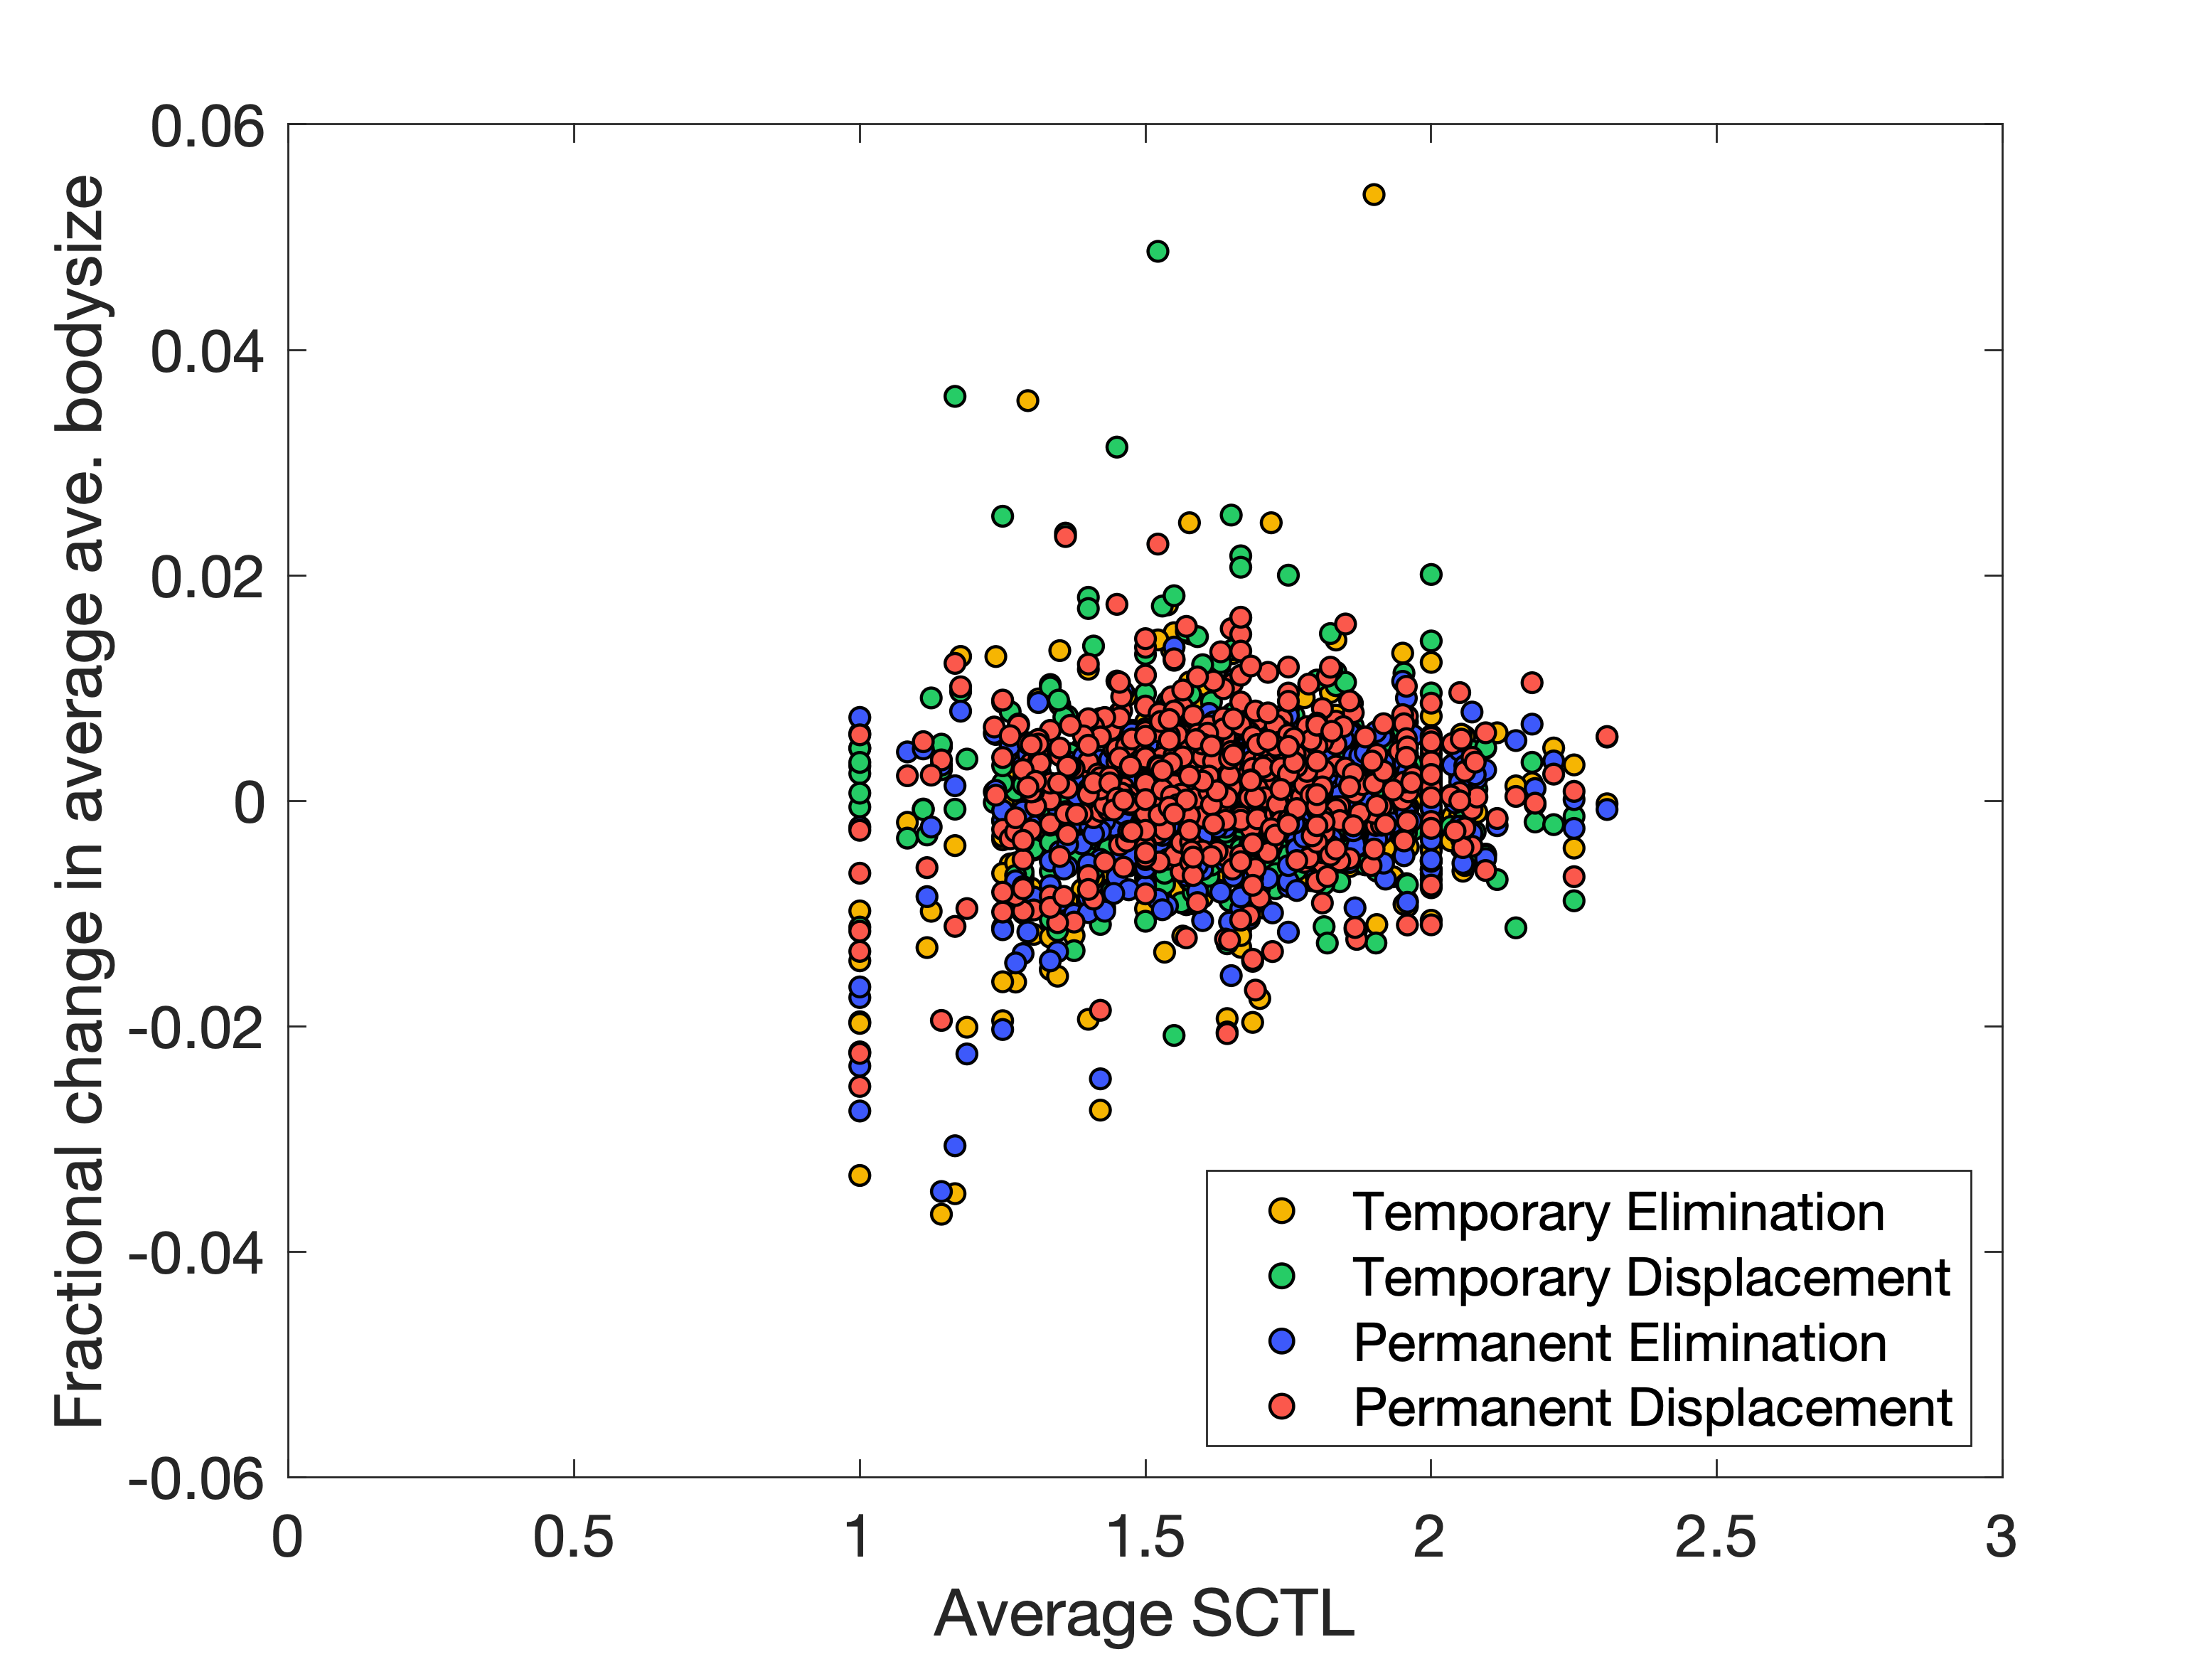 Fractional change in average ave. bodysize
0.06
0.04
0.02
0
-0.02
-0.04
-0.06
Temporary Elimination
Temporary Displacement
Permanent Elimination
Permanent Displacement
0 0.5 1 1.5 2 2.5 3
Average SCTL